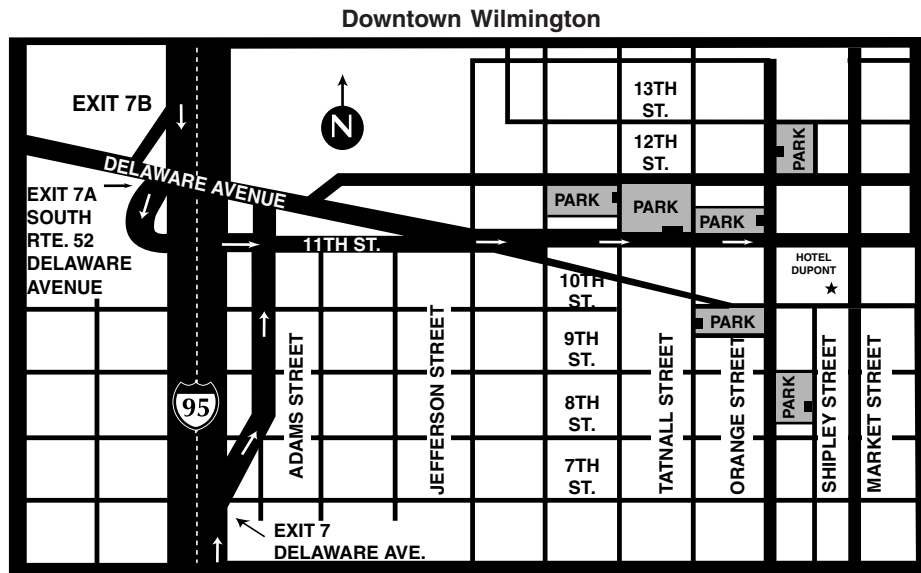 Downtown Wilmington
EXIT 7B
N
13TH
ST.
12TH
ST.
PARK
DELAWARE AVENUE
EXIT 7A
SOUTH
RTE. 52
DELAWARE
AVENUE
PARK
PARK
PARK
11TH ST.
HOTEL
DUPONT
10TH
ST.
PARK
9TH
ST.
8TH
ST.
7TH
ST.
95
ADAMS STREET
JEFFERSON STREET
TATNALL STREET
ORANGE STREET
PARK
SHIPLEY STREET
MARKET STREET
EXIT 7
DELAWARE AVE.